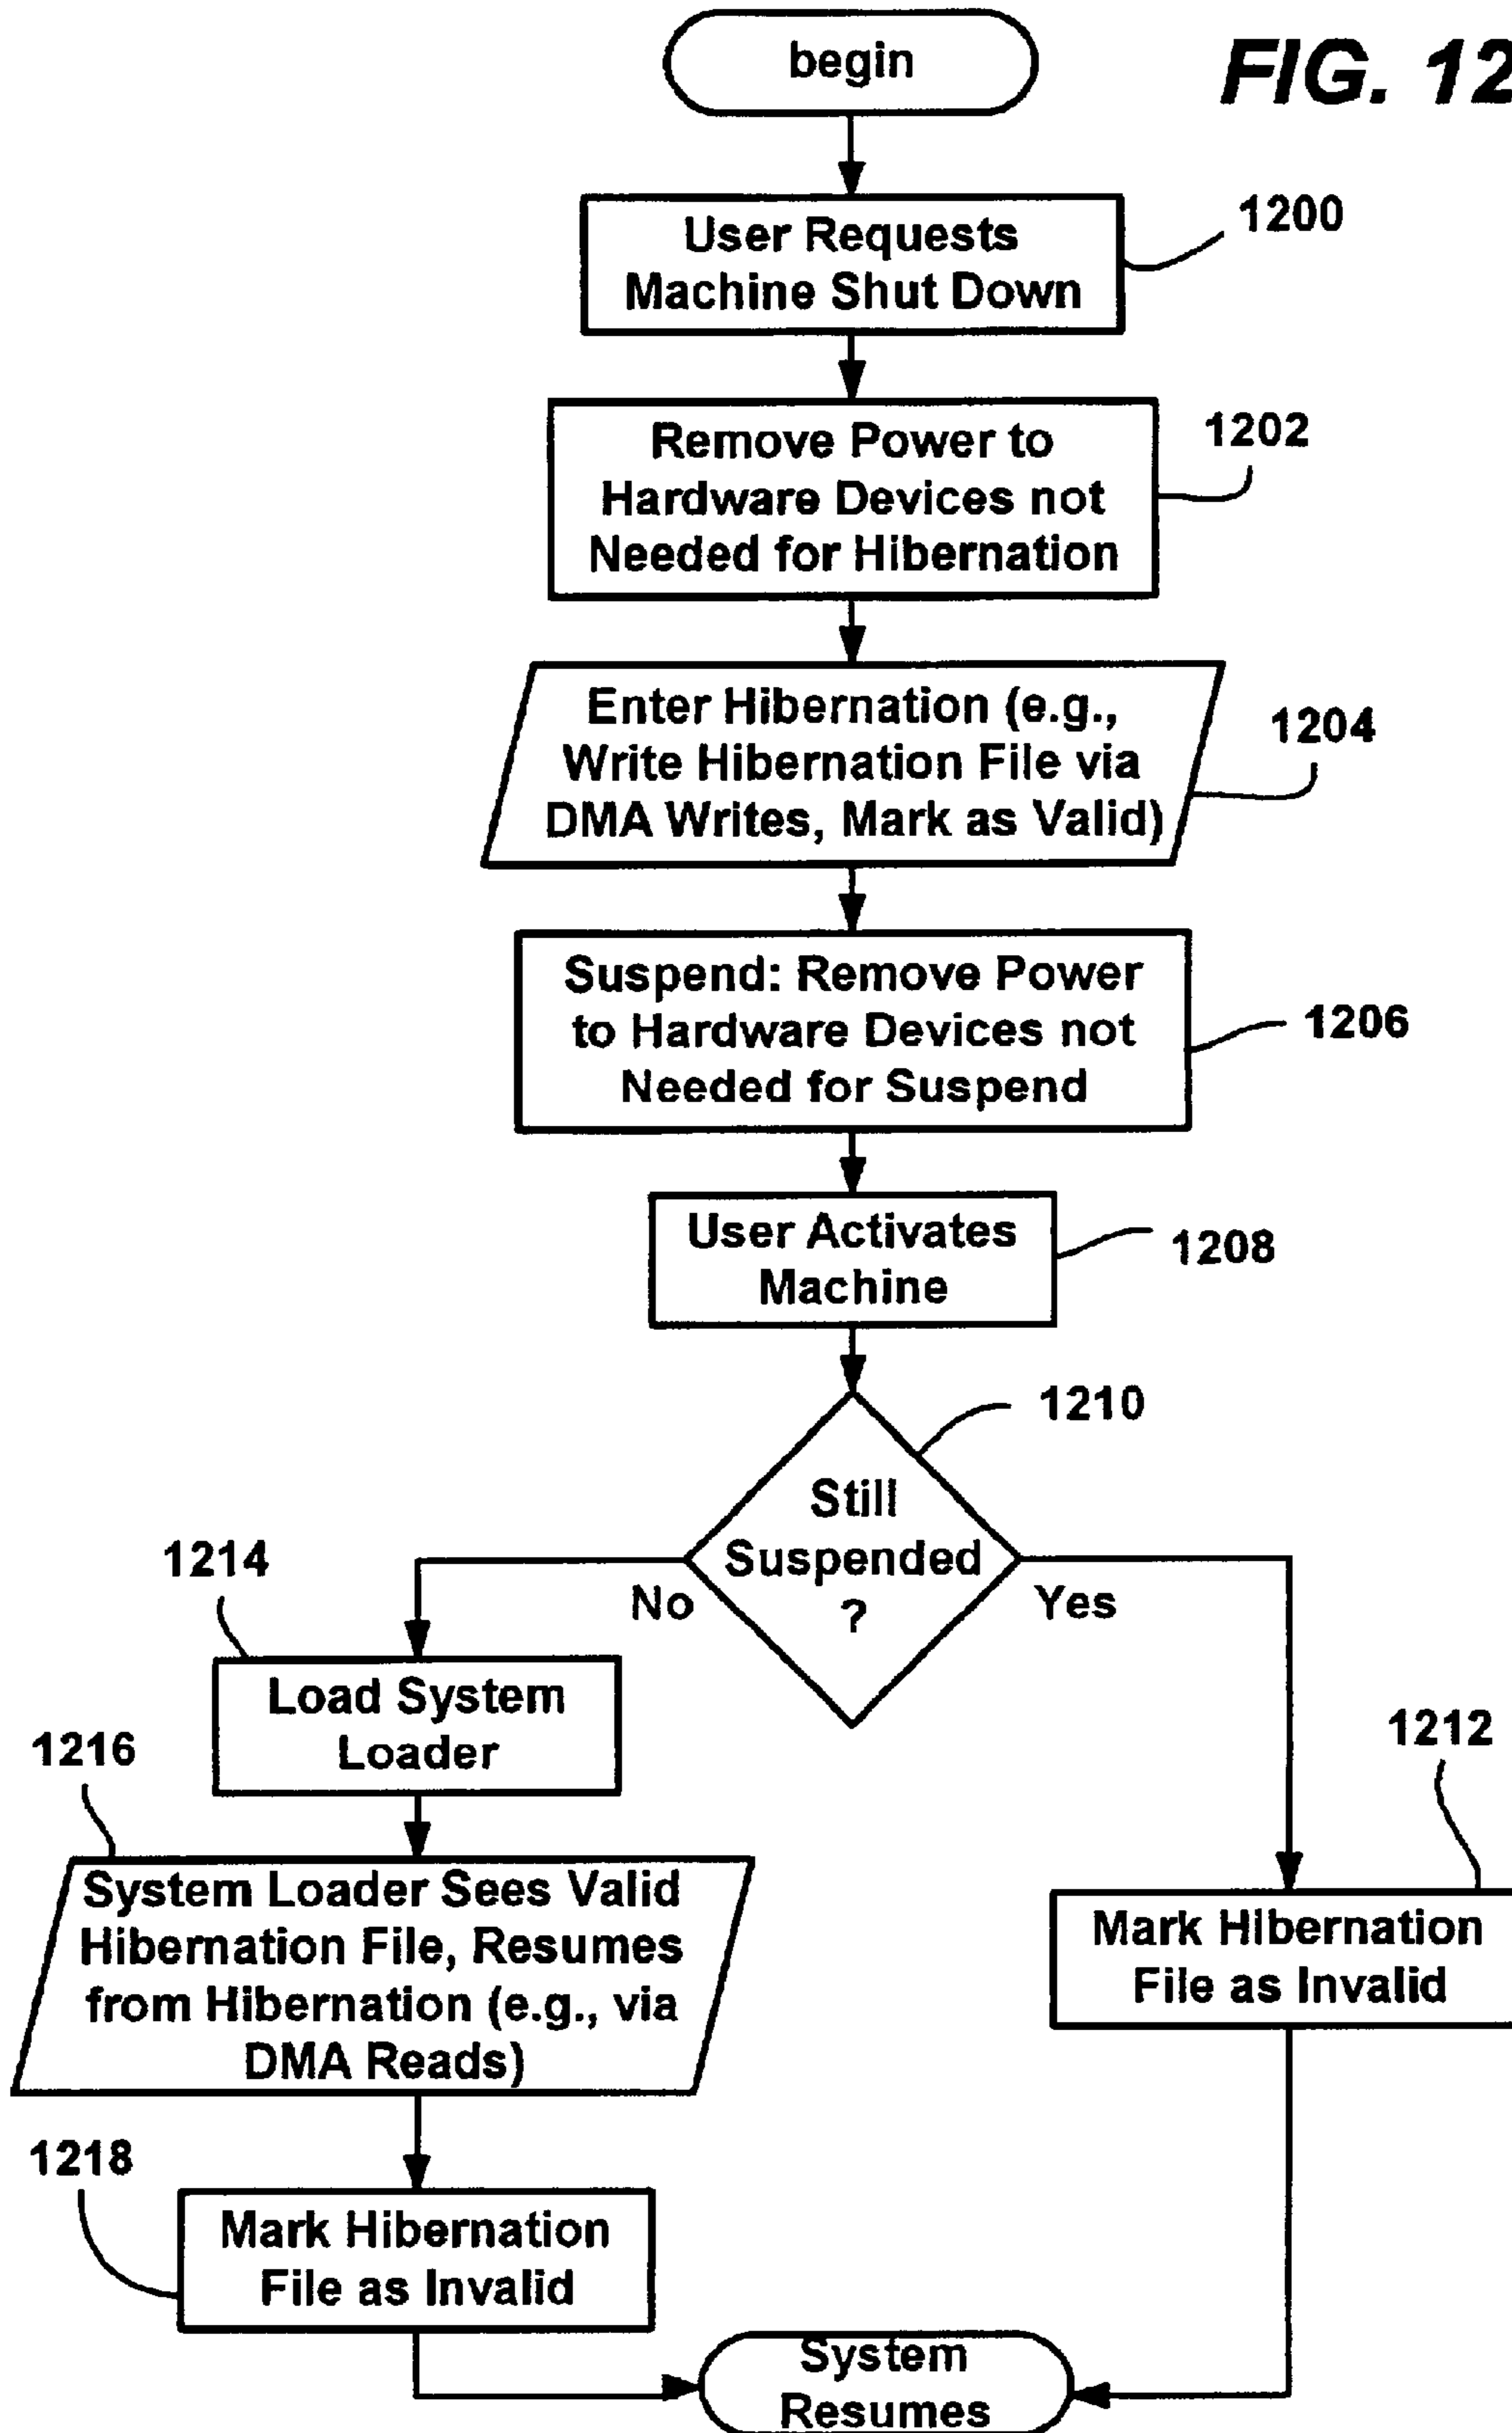 begin
FIG. 12
User Requests
Machine Shut Down
1200
Remove Power to
Hardware Devices not
Needed for Hibernation
1202
Enter Hibernation (e.g.,
Write Hibernation File via
DMA Writes, Mark as Valid)
1204
Suspend: Remove Power
to Hardware Devices not
Needed for Suspend
1206
User Activates
Machine
1208
1210
Still
Suspended
?
No
Yes
1214
Load System
Loader
1212
Mark Hibernation
File as Invalid
1216
System Loader Sees Valid
Hibernation File, Resumes
from Hibernation (e.g., via
DMA Reads)
1218
Mark Hibernation
File as Invalid
System
Resumes